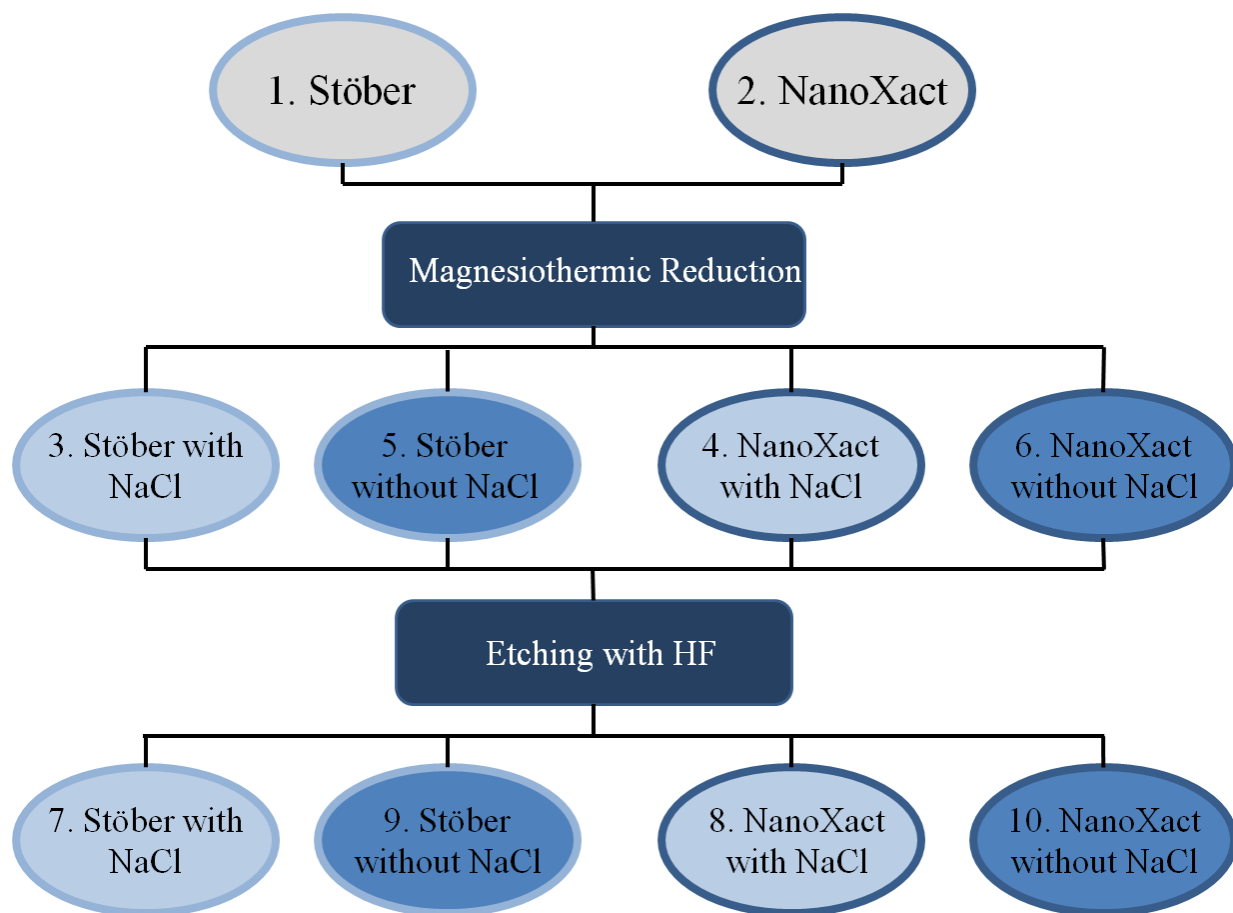 1. Stöber
2. NanoXact
Magnesiothermic Reduction
3. Stöber with
NaCl
5. Stöber
without NaCl
4. NanoXact
with NaCl
6. NanoXact
without NaCl
Etching with HF
7. Stöber with
NaCl
9. Stöber
without NaCl
8. NanoXact
with NaCl
10. NanoXact
without NaCl